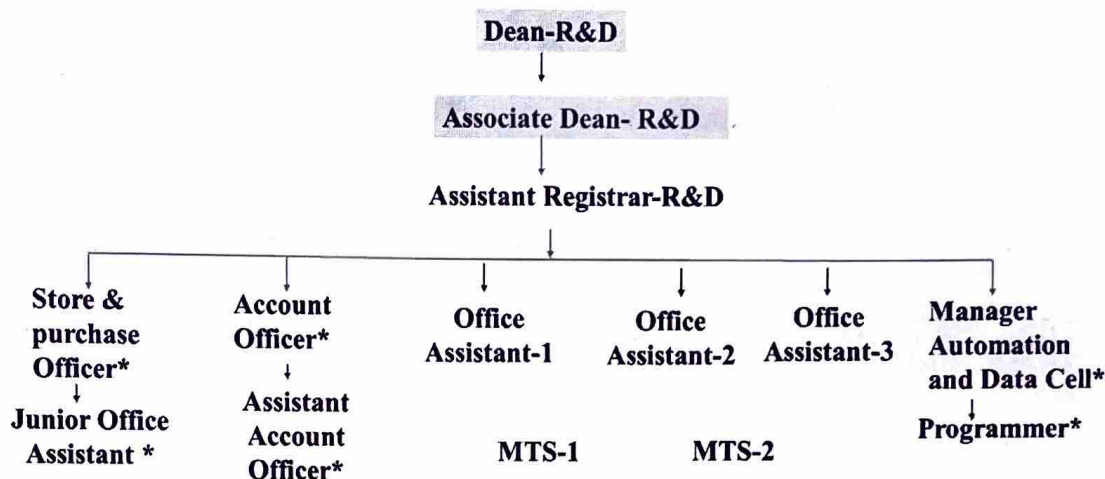 Dean-R&D
Associate Dean- R&D
Assistant Registrar-R&D
Store &
purchase
Officer*
Junior Office
Assistant *
Account
Officer*
Assistant
Account
Officer*
Office
Assistant-1
Office
Assistant-2
Office
Assistant-3
Manager
Automation
and Data Cell*
Programmer*
MTS-1
MTS-2